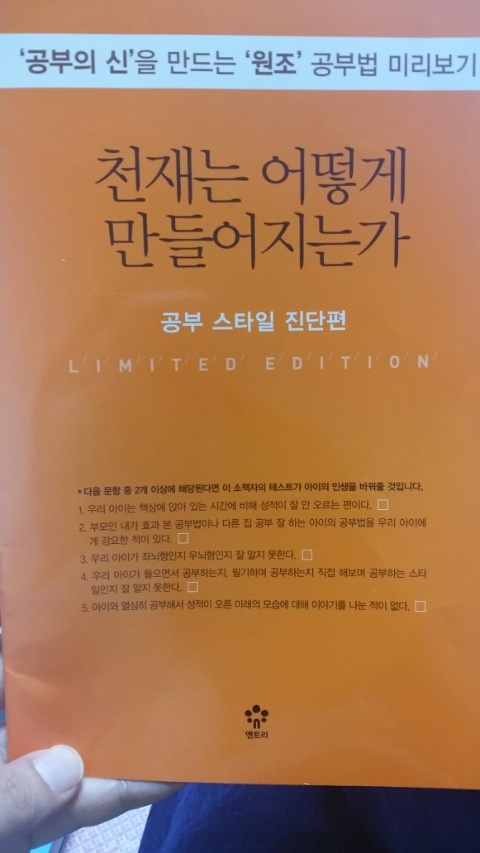 '공부의 신'을 만드는 '원조' 공부법 미리보기
천재는 어떻게
만들어지는가
공부 스타일 진단편
L/I/M/I/T/E/D/ E/D/I/T/I/O/N/
• 다음 문항 중 2개 이상에 해당된다면 이 소책자의 테스트가 아이의 인생을 바꿔줄 것입니다.
1. 우리 아이는 책상에 앉아 있는 시간에 비해 성적이 잘 안 오르는 편이다. □
2. 부모인 내가 효과 본 공부법이나 다른 집 공부 잘 하는 아이의 공부법을 우리 아이에
게 강요한 적이 있다. □
3. 우리 아이가 좌뇌형인지 우뇌형인지 잘 알지 못한다. □
4. 우리 아이가 들으면서 공부하는지, 필기하며 공부하는지 직접 해보며 공부하는 스타
일인지 잘 알지 못한다. □
5. 아이와 열심히 공부해서 성적이 오른 미래의 모습에 대해 이야기를 나눈 적이 없다. □
앤트리